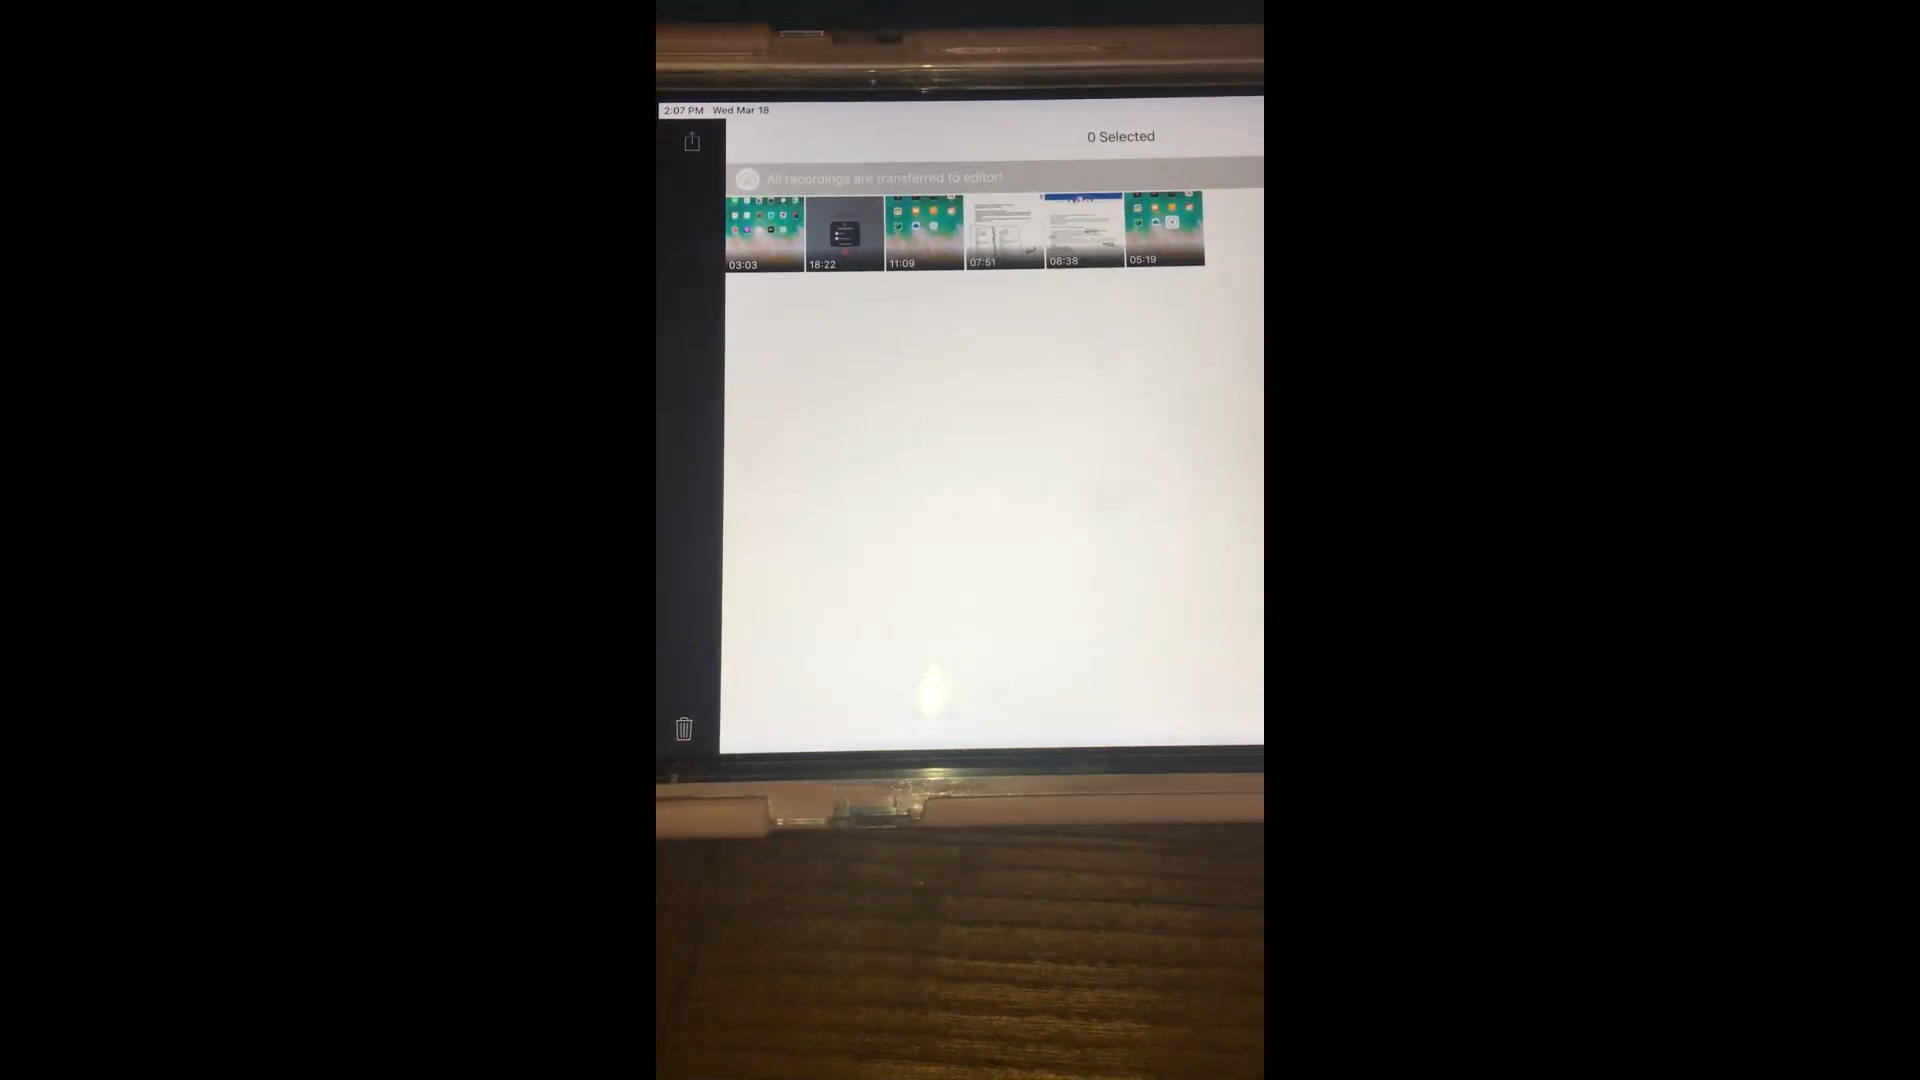 2:07 PM Wed Mar 18
0 Selected
All recordings are transferred to editor!
03:03
18:22
11:09
07:51
08:38
05:19